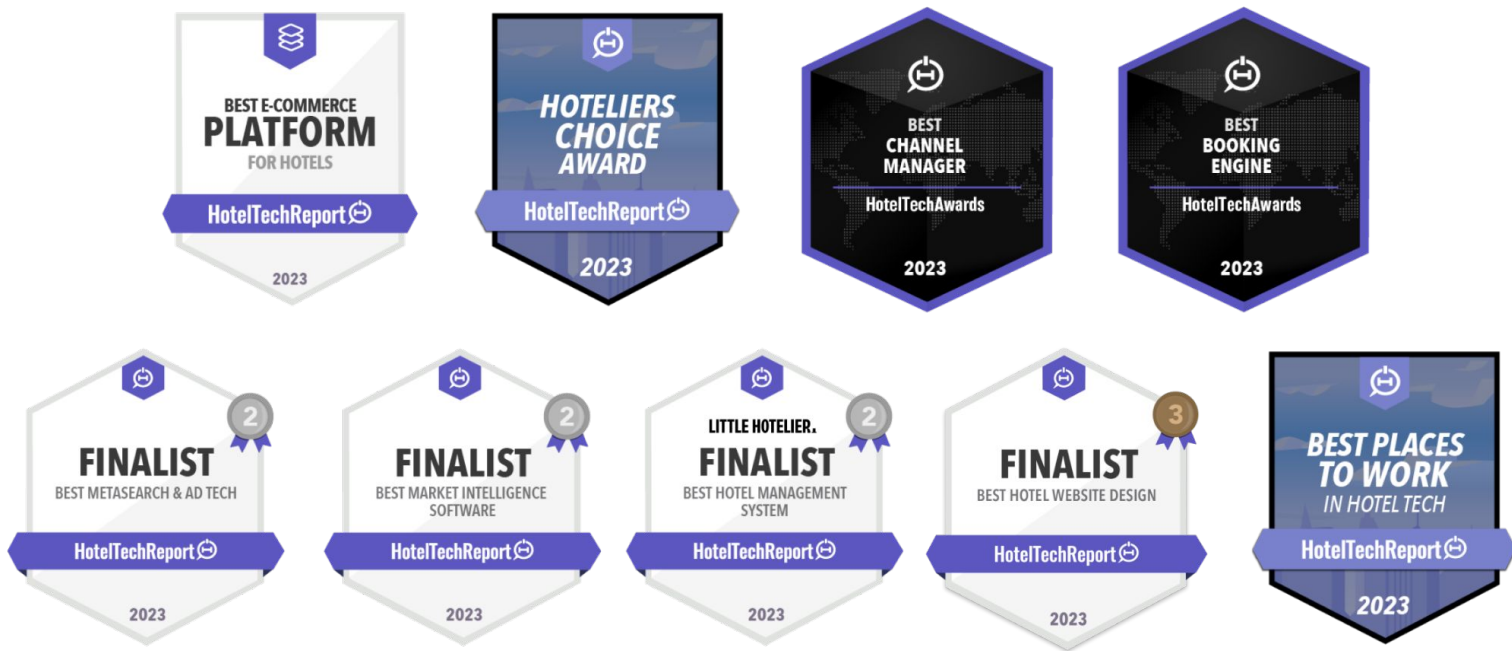 BEST E-COMMERCE
PLATFORM
FOR HOTELS
HotelTechReport
2023
HOTELIERS
CHOICE
AWARD
HotelTechReport
2023
BEST
CHANNEL
MANAGER
HotelTechAwards
2023
BEST
BOOKING
ENGINE
HotelTechAwards
2023
2
FINALIST
BEST METASEARCH & AD TECH
HotelTechReport
2023
2
FINALIST
BEST MARKET INTELLIGENCE
SOFTWARE
HotelTechReport
2023
LITTLE HOTELIER
2
FINALIST
BEST HOTEL MANAGEMENT
SYSTEM
HotelTechReport
2023
3
FINALIST
BEST HOTEL WEBSITE DESIGN
HotelTechReport
2023
BEST PLACES
TO WORK
IN HOTEL TECH
HotelTechReport
2023